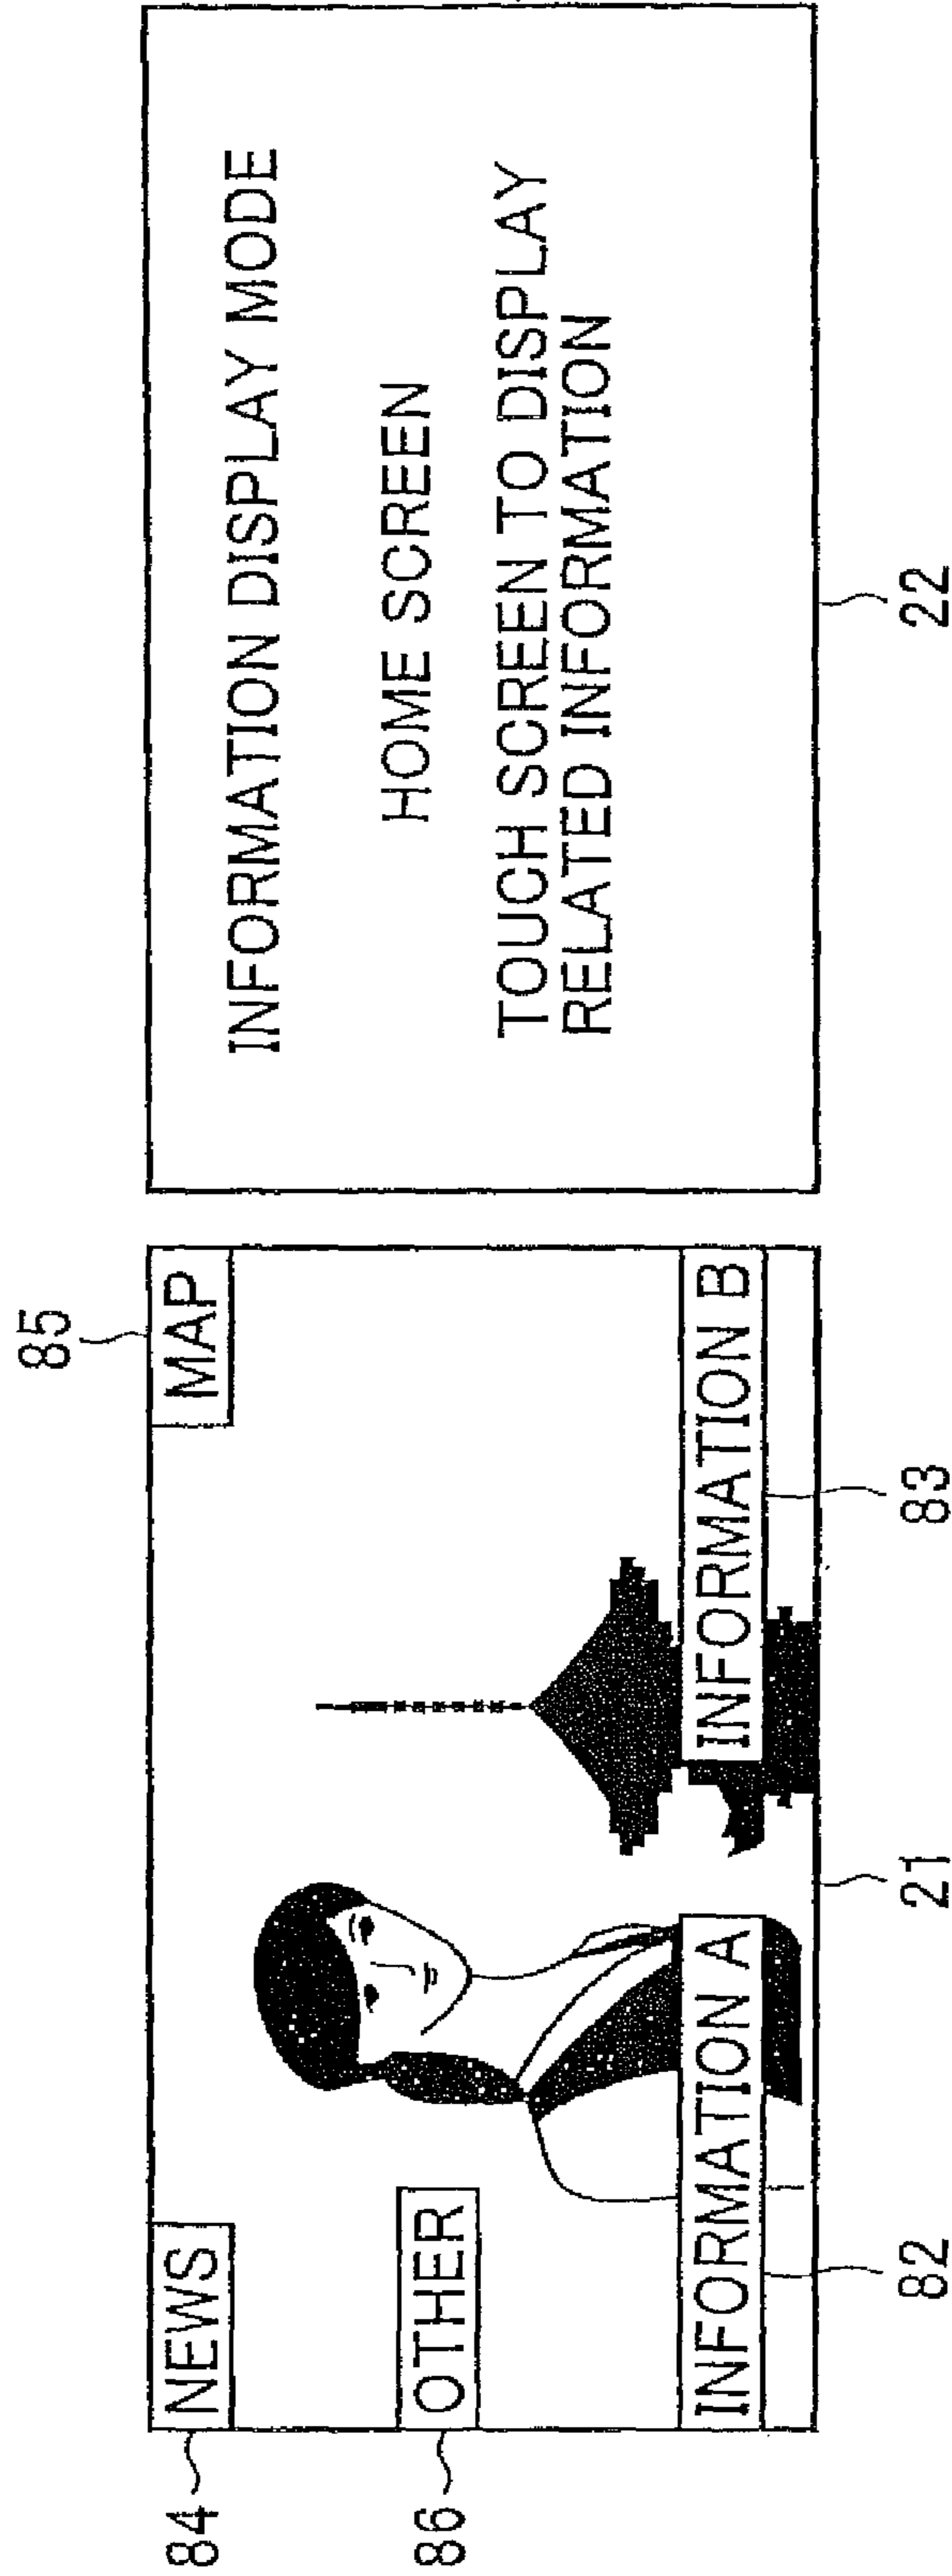 85
84
NEWS
MAP
86
OTHER
INFORMATION A
INFORMATION B
82
21
83
INFORMATION DISPLAY MODE
HOME SCREEN
TOUCH SCREEN TO DISPLAY
RELATED INFORMATION
22